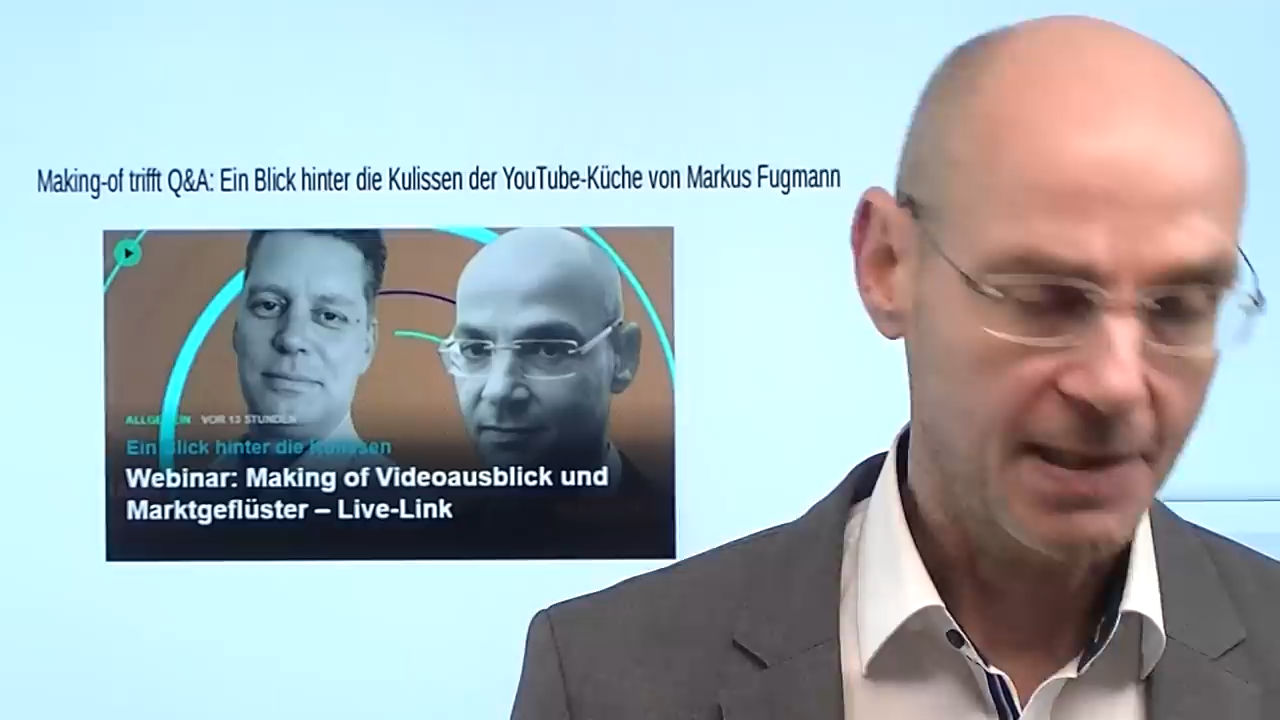 Making-of trifft Q&A: Ein Blick hinter die Kulissen der YouTube-Küche von Markus Fugmann
ALLGEMEIN VOR 13 STUNDEN
Ein Blick hinter die Kulissen
Webinar: Making of Videoausblick und
Marktgeflüster – Live-Link